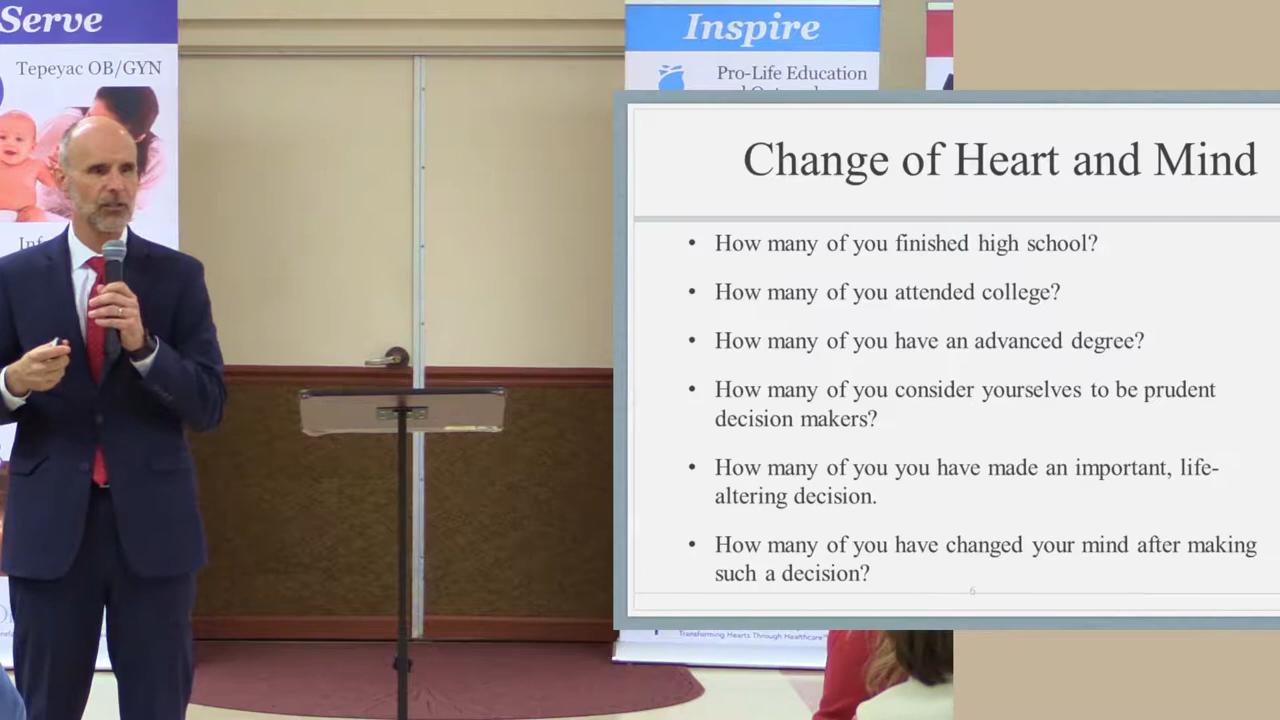 Serve
Tepeyac OB/GYN
Inspire
Pro-Life Education
Change of Heart and Mind
• How many of you finished high school?
• How many of you attended college?
• How many of you have an advanced degree?
• How many of you consider yourselves to be prudent
decision makers?
• How many of you you have made an important, life-
altering decision.
• How many of you have changed your mind after making
such a decision?
6
Transforming Hearts Through Healthcare